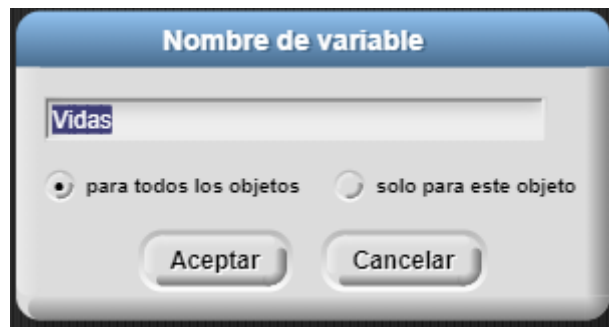 Nombre de variable
Vidas
para todos los objetos solo para este objeto
Aceptar Cancelar